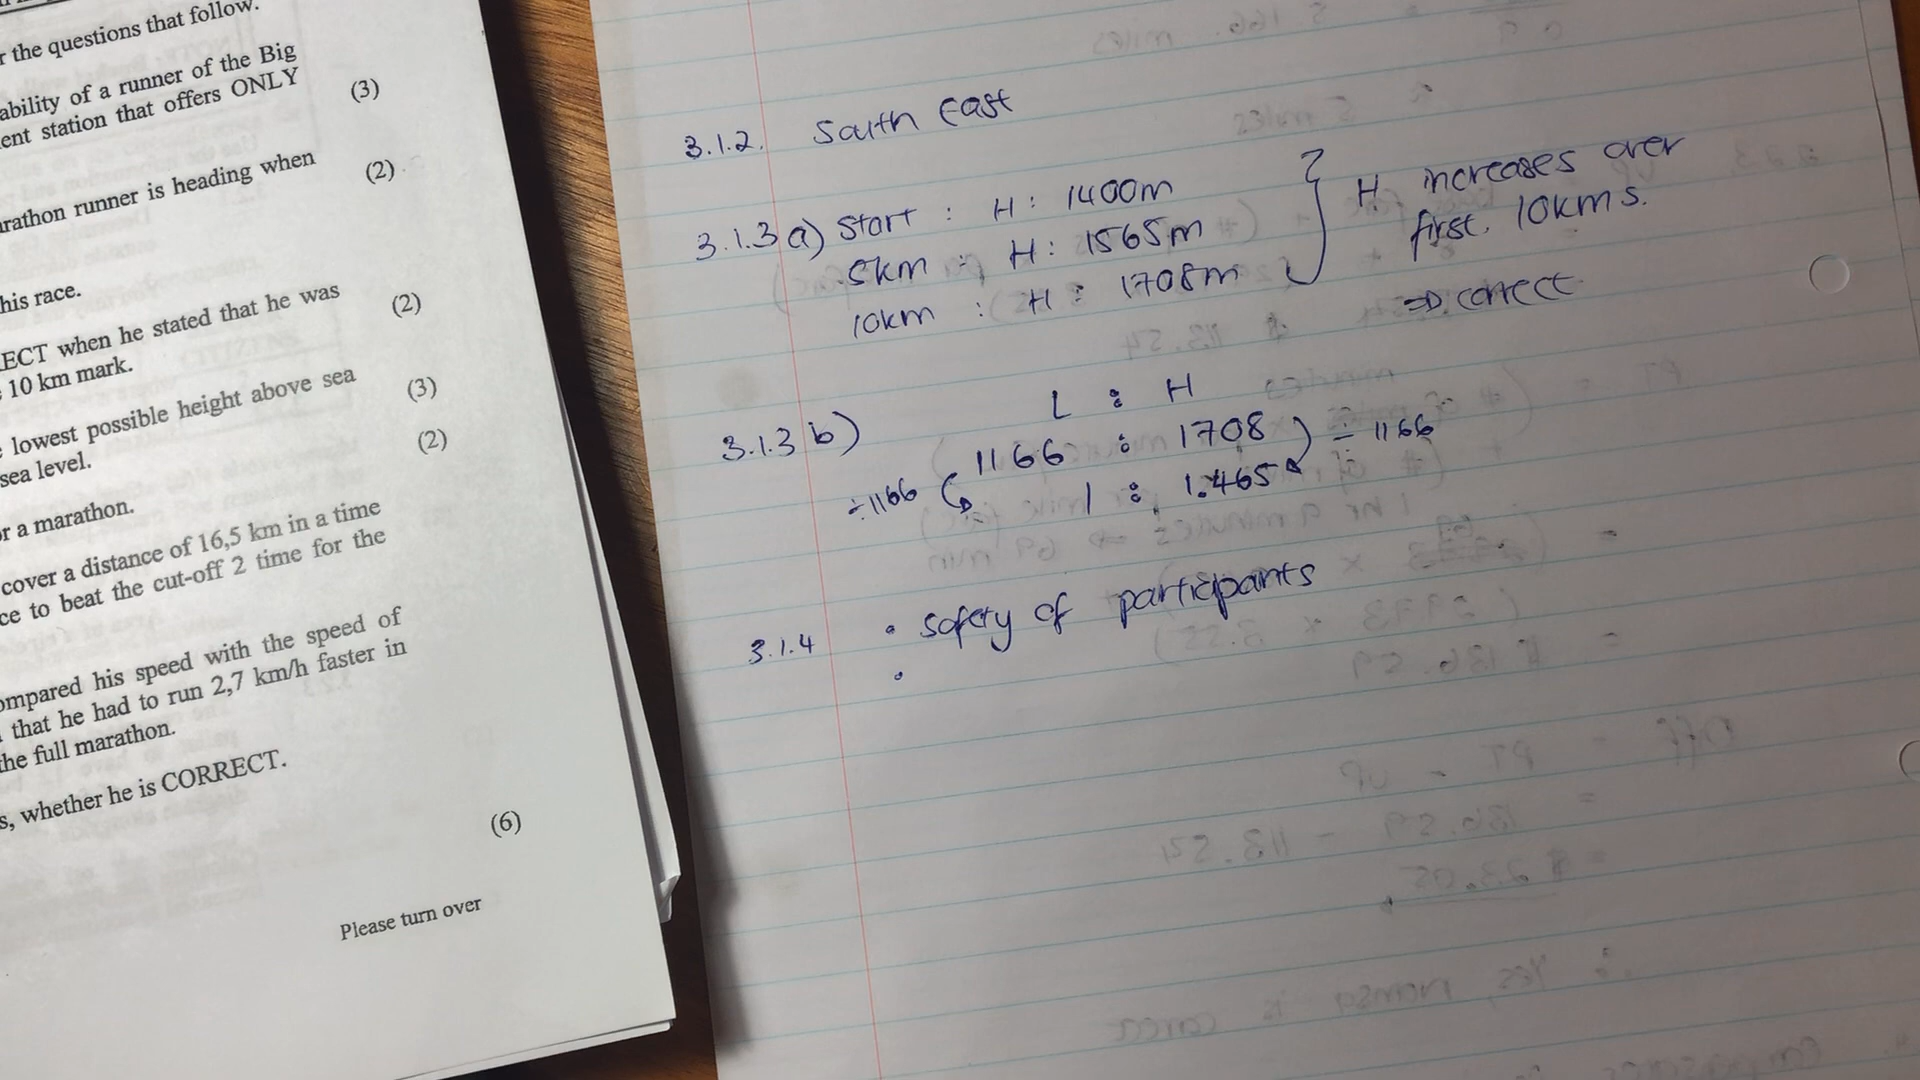 r the questions that follow.
ability of a runner of the Big
ent station that offers ONLY
(3)
arathon runner is heading when
(2)
his race.
ECT when he stated that he was
10 km mark.
(2)
lowest possible height above sea
sea level.
(3)
(2)
or a marathon.
cover a distance of 16,5 km in a time
ce to beat the cut-off 2 time for the
ompared his speed with the speed of
that he had to run 2,7 km/h faster in
the full marathon.
s, whether he is CORRECT.
(6)
Please turn over
3.1.2. South East
3.1.3 a) Start : H : 1400m
5km : H : 1565m
10km : H : 1708m
H increases over
first 10kms.
⇒ correct
3.1.3 b) L : H
÷1166 1166 : 1708 ÷ 1166
1 : 1.465
3.1.4 • safety of participants
•